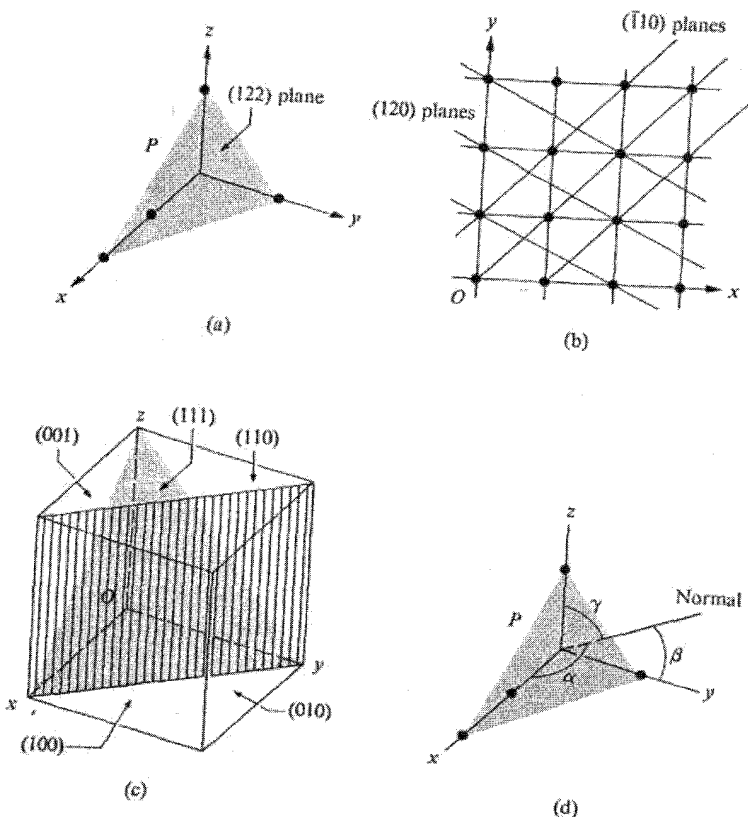 z
(122) plane
P
y
x
(a)
y
(1̄10) planes
(120) planes
O
x
(b)
z
(001)
(111)
(110)
O
y
x
(100)
(010)
(c)
z
γ
Normal
P
β
α
y
x
(d)